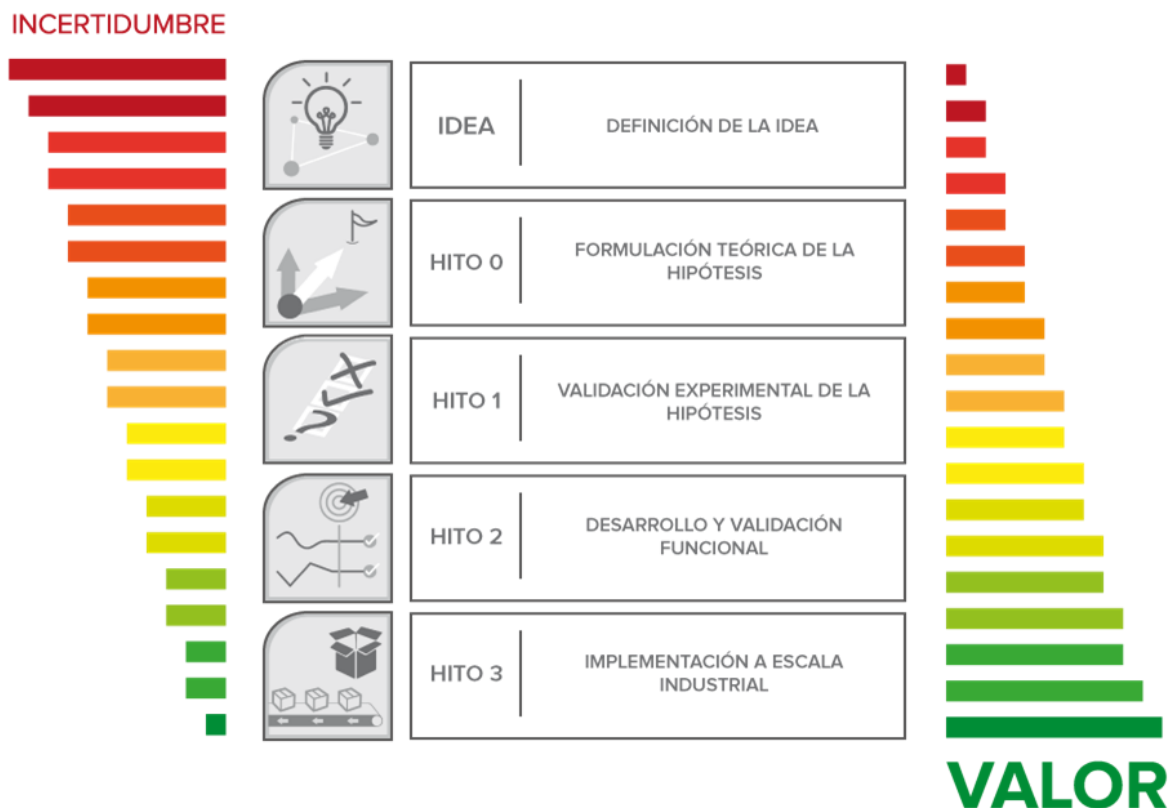 INCERTIDUMBRE
IDEA
DEFINICIÓN DE LA IDEA
HITO 0
FORMULACIÓN TEÓRICA DE LA
HIPÓTESIS
HITO 1
VALIDACIÓN EXPERIMENTAL DE LA
HIPÓTESIS
HITO 2
DESARROLLO Y VALIDACIÓN
FUNCIONAL
HITO 3
IMPLEMENTACIÓN A ESCALA
INDUSTRIAL
VALOR